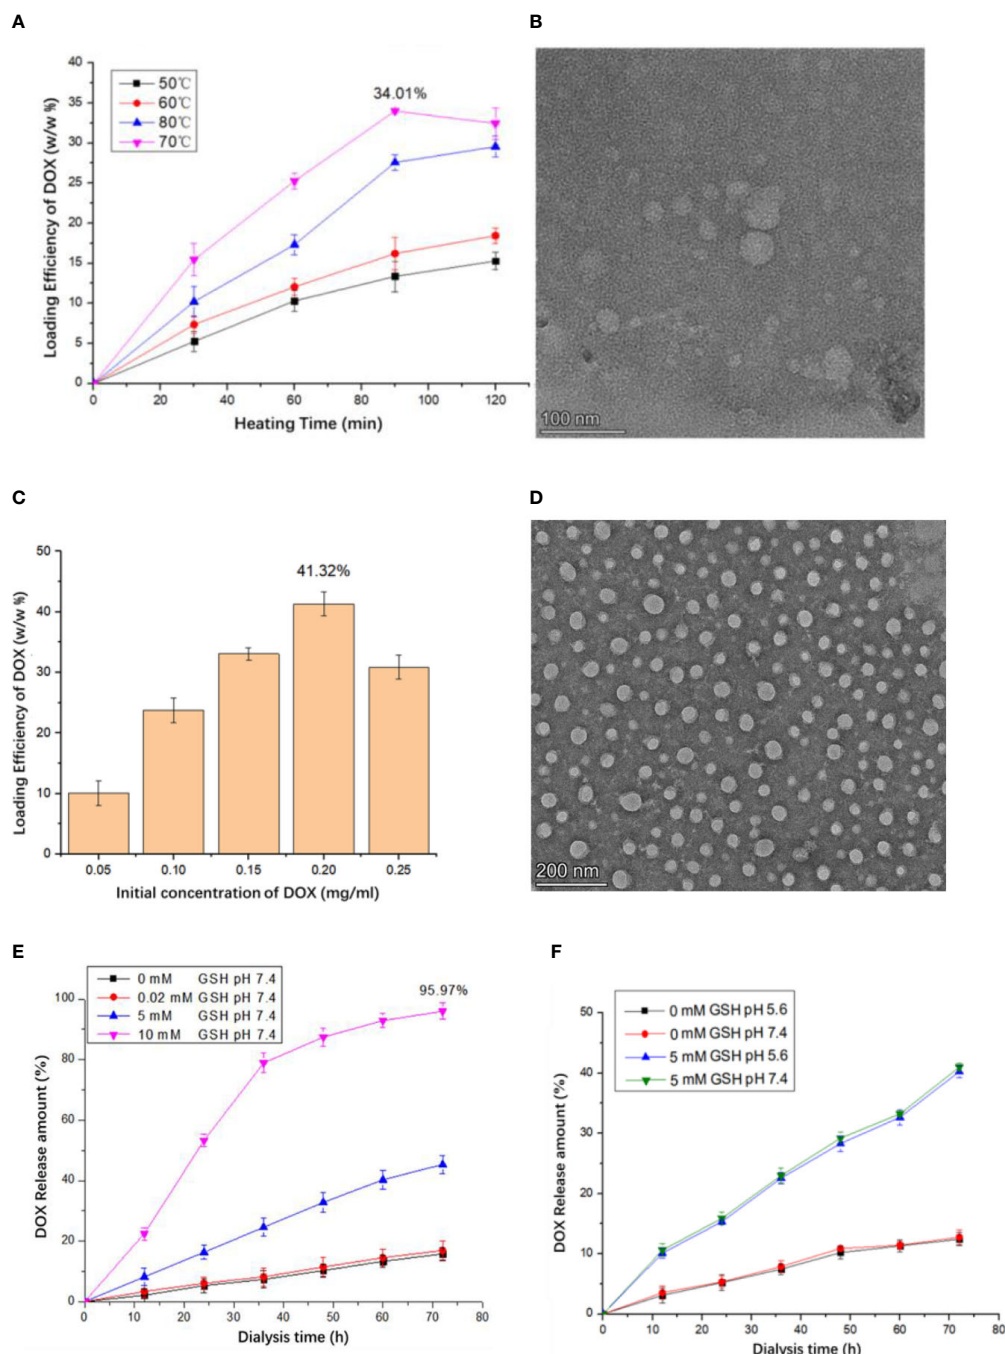 A
Loading Efficiency of DOX (w/w %)
40
35
30
25
20
15
10
5
0
50℃
60℃
80℃
70℃
34.01%
0 20 40 60 80 100 120
Heating Time (min)
B
100 nm
C
Loading Efficiency of DOX (w/w %)
50
40
30
20
10
0
41.32%
0.05 0.10 0.15 0.20 0.25
Initial concentration of DOX (mg/ml)
D
200 nm
E
DOX Release amount (%)
100
80
60
40
20
0
0 mM GSH pH 7.4
0.02 mM GSH pH 7.4
5 mM GSH pH 7.4
10 mM GSH pH 7.4
95.97%
0 10 20 30 40 50 60 70 80
Dialysis time (h)
F
DOX Release amount (%)
50
40
30
20
10
0
0 mM GSH pH 5.6
0 mM GSH pH 7.4
5 mM GSH pH 5.6
5 mM GSH pH 7.4
0 10 20 30 40 50 60 70 80
Dialysis time (h)